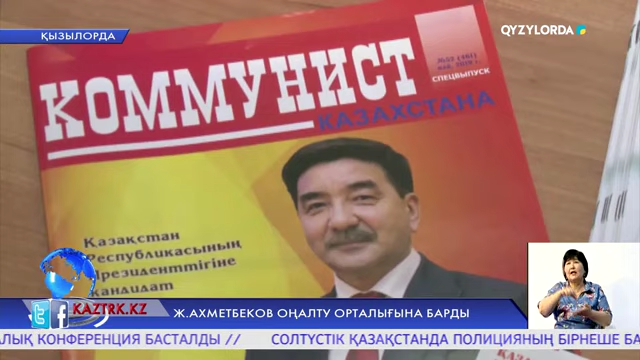 ҚЫЗЫЛОРДА
QYZYLORDA
КОММУНИСТ
СПЕЦВЫПУСК
КАЗАХСТАНА
Қазақстан
Республикасының
Президенттігіне
кандидат
KAZTRK.KZ
Ж.АХМЕТБЕКОВ ОҢАЛТУ ОРТАЛЫҒЫНА БАРДЫ
АЛЫҚ КОНФЕРЕНЦИЯ БАСТАЛДЫ // СОЛТҮСТІК ҚАЗАҚСТАНДА ПОЛИЦИЯНЫҢ БІРНЕШЕ БА